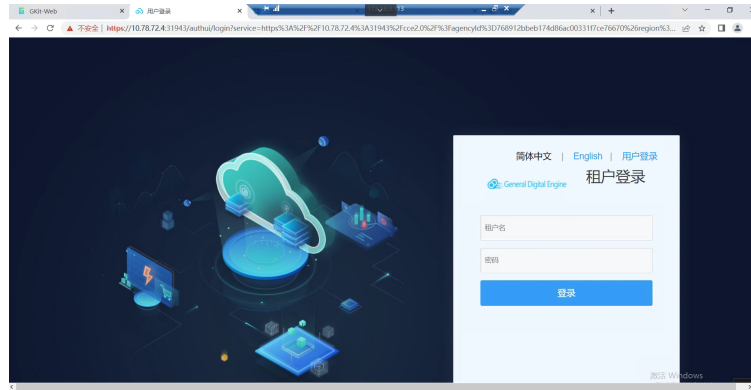 GKit-Web
用户登录
不安全 | https://10.78.72.4:31943/authui/login?service=https%3A%2F%2F10.78.72.4%3A31943%2Fcce2.0%2F%3FagencyId%3D768912bbeb174d86ac00331f7ce76670%26region%3...
简体中文 | English | 用户登录
General Digital Engine 租户登录
租户名
密码
登录
激活 Windows